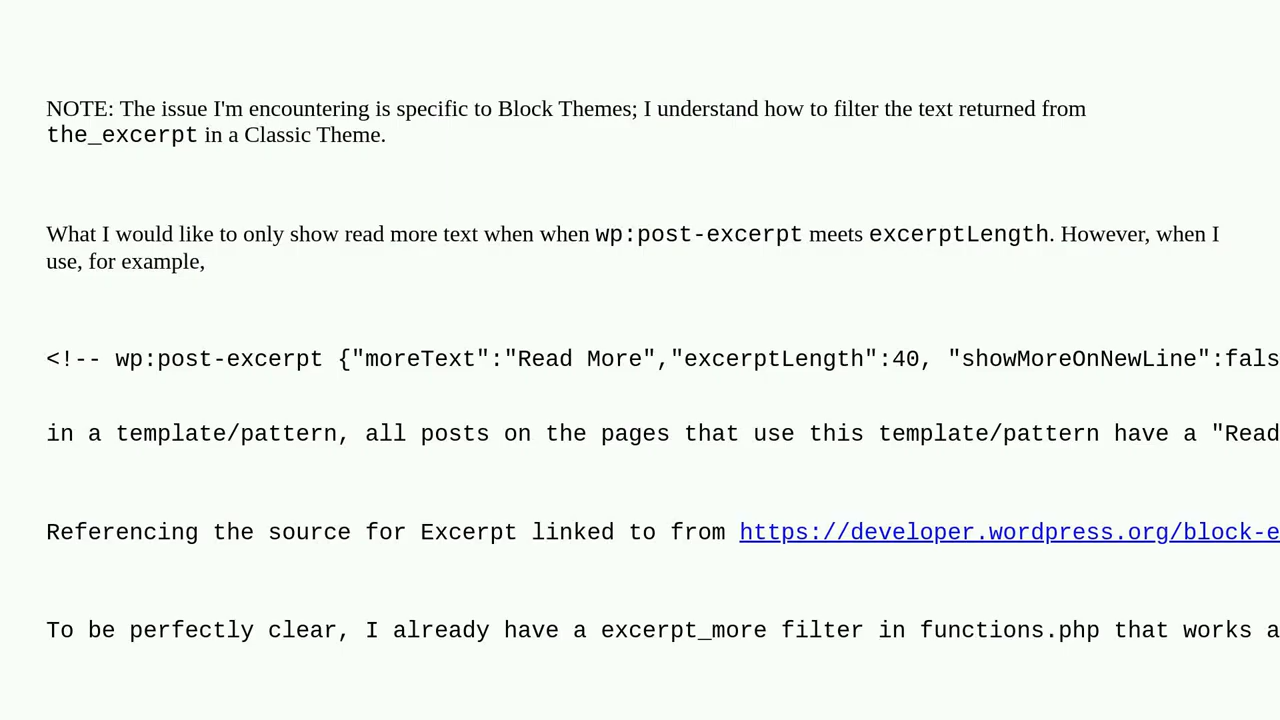 NOTE: The issue I'm encountering is specific to Block Themes; I understand how to filter the text returned from
the_excerpt in a Classic Theme.
What I would like to only show read more text when when wp:post-excerpt meets excerptLength. However, when I
use, for example,
<!-- wp:post-excerpt {"moreText":"Read More","excerptLength":40, "showMoreOnNewLine":fals
in a template/pattern, all posts on the pages that use this template/pattern have a "Read
Referencing the source for Excerpt linked to from https://developer.wordpress.org/block-e
To be perfectly clear, I already have a excerpt_more filter in functions.php that works a